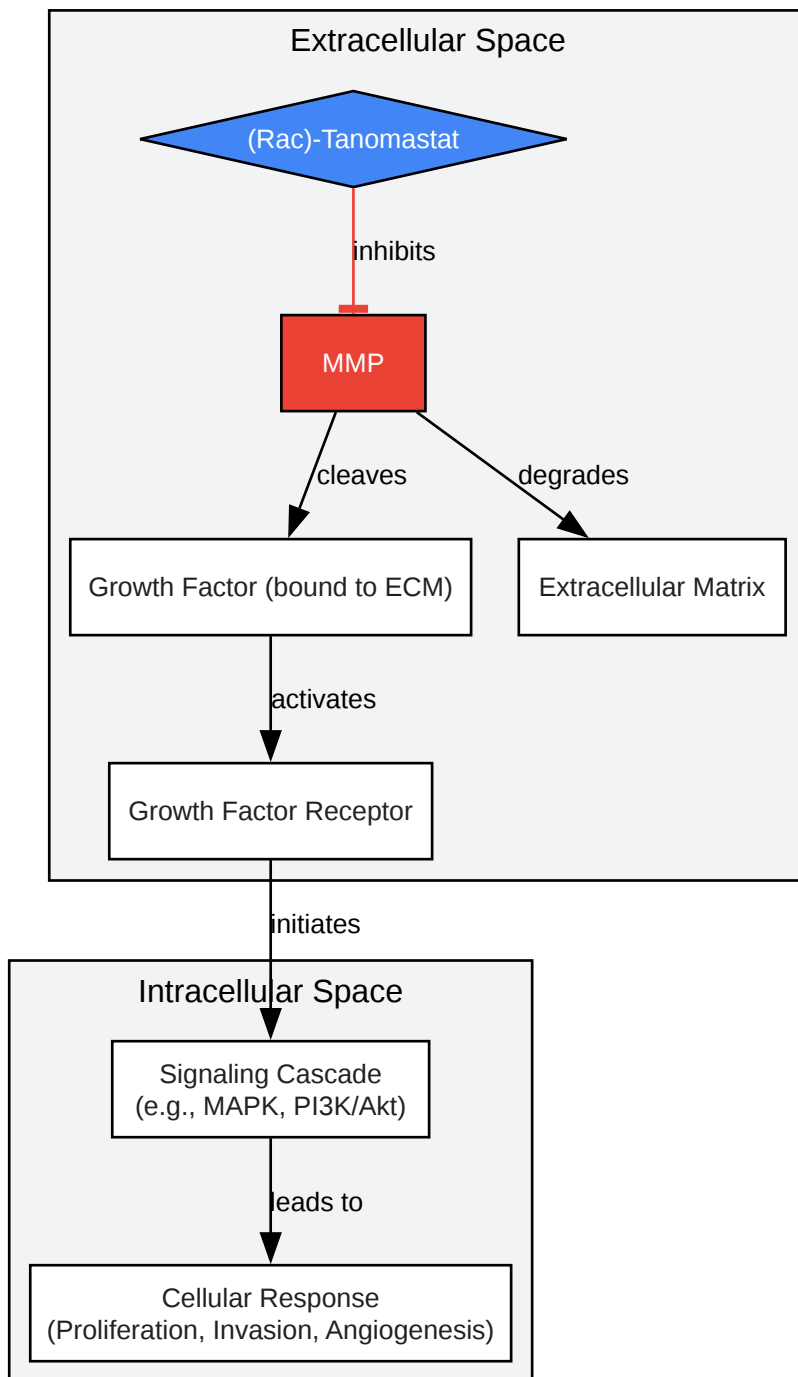 Extracellular Space
(Rac)-Tanomastat
inhibits
MMP
cleaves
degrades
Growth Factor (bound to ECM)
Extracellular Matrix
activates
Growth Factor Receptor
initiates
Intracellular Space
Signaling Cascade
(e.g., MAPK, PI3K/Akt)
leads to
Cellular Response
(Proliferation, Invasion, Angiogenesis)